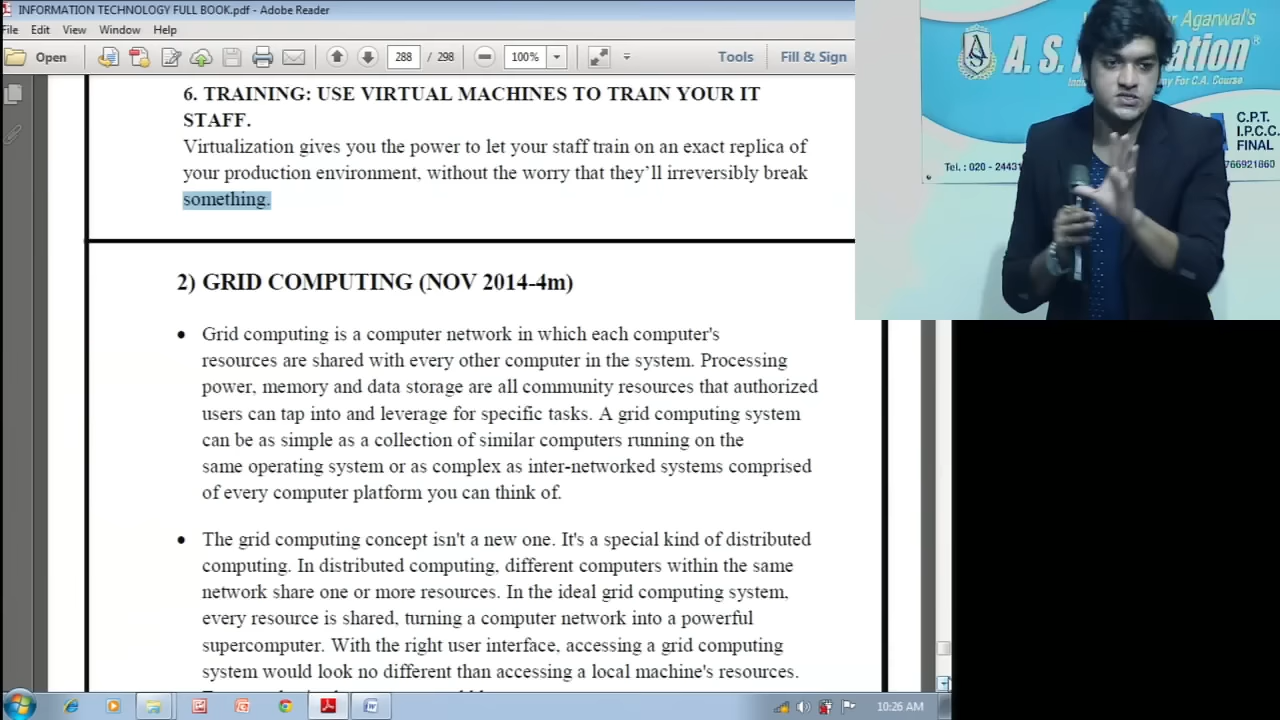 INFORMATION TECHNOLOGY FULL BOOK.pdf - Adobe Reader
File Edit View Window Help
Open 288 / 298 100% Tools Fill & Sign
6. TRAINING: USE VIRTUAL MACHINES TO TRAIN YOUR IT
STAFF.
Virtualization gives you the power to let your staff train on an exact replica of
your production environment, without the worry that they'll irreversibly break
something.
2) GRID COMPUTING (NOV 2014-4m)
• Grid computing is a computer network in which each computer's
resources are shared with every other computer in the system. Processing
power, memory and data storage are all community resources that authorized
users can tap into and leverage for specific tasks. A grid computing system
can be as simple as a collection of similar computers running on the
same operating system or as complex as inter-networked systems comprised
of every computer platform you can think of.
• The grid computing concept isn't a new one. It's a special kind of distributed
computing. In distributed computing, different computers within the same
network share one or more resources. In the ideal grid computing system,
every resource is shared, turning a computer network into a powerful
supercomputer. With the right user interface, accessing a grid computing
system would look no different than accessing a local machine's resources.
Agarwal's
A. S.
For C.A. Course
C.P.T.
I.P.C.C.
FINAL
Tel. : 020 - 2443
766921860
10:26 AM